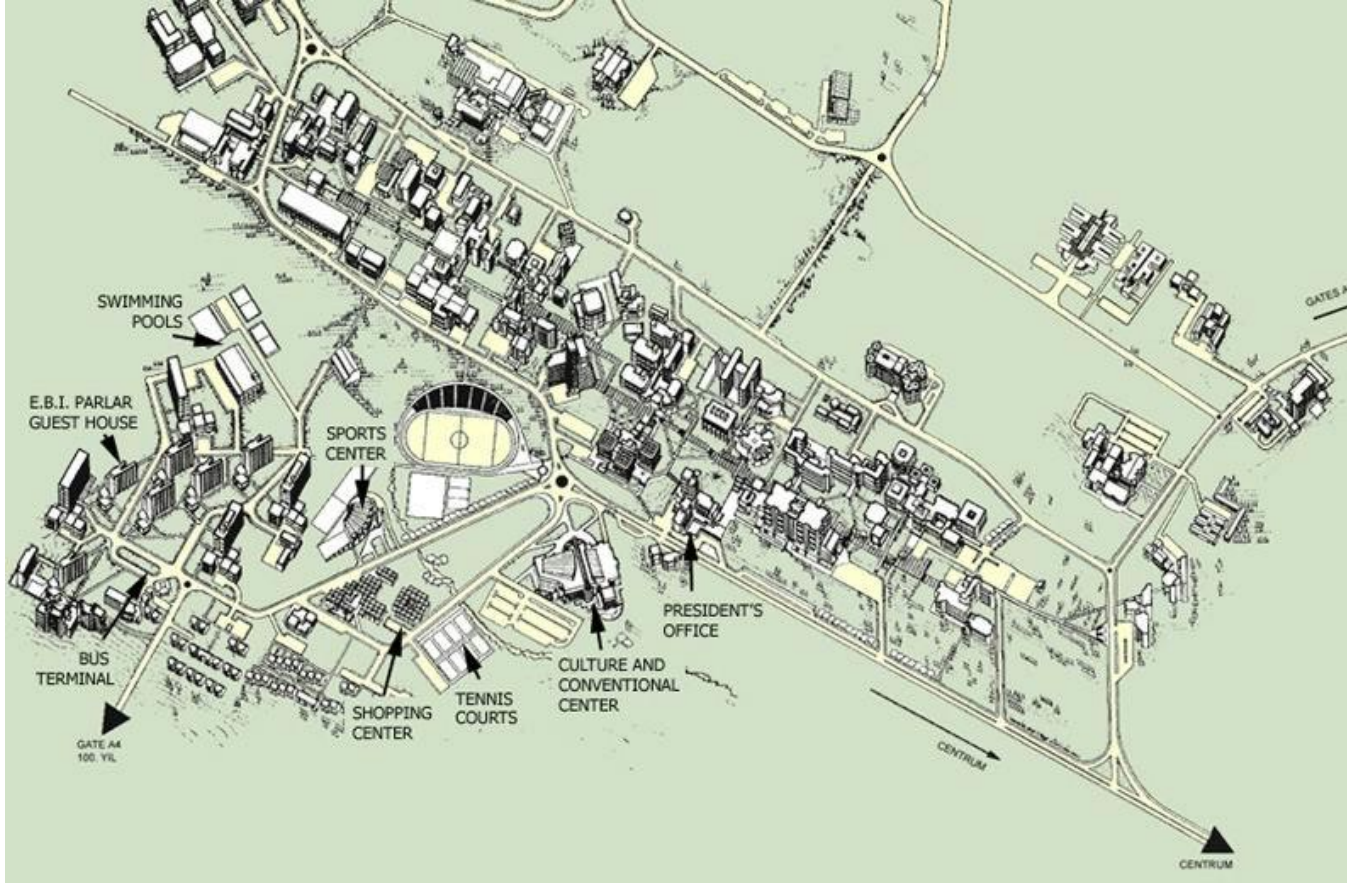 GATES A
SWIMMING
POOLS
E.B.I. PARLAR
GUEST HOUSE
SPORTS
CENTER
PRESIDENT'S
OFFICE
BUS
TERMINAL
CULTURE AND
CONVENTIONAL
CENTER
TENNIS
COURTS
SHOPPING
CENTER
GATE A4
100. YIL
CENTRUM
CENTRUM